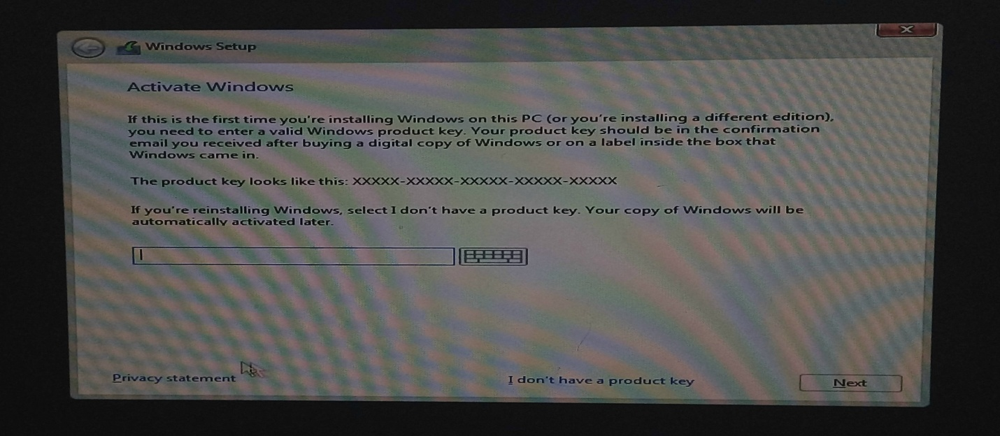 Windows Setup
Activate Windows
If this is the first time you're installing Windows on this PC (or you're installing a different edition),
you need to enter a valid Windows product key. Your product key should be in the confirmation
email you received after buying a digital copy of Windows or on a label inside the box that
Windows came in.
The product key looks like this: XXXXX-XXXXX-XXXXX-XXXXX-XXXXX
If you're reinstalling Windows, select I don't have a product key. Your copy of Windows will be
automatically activated later.
Privacy statement
I don't have a product key
Next